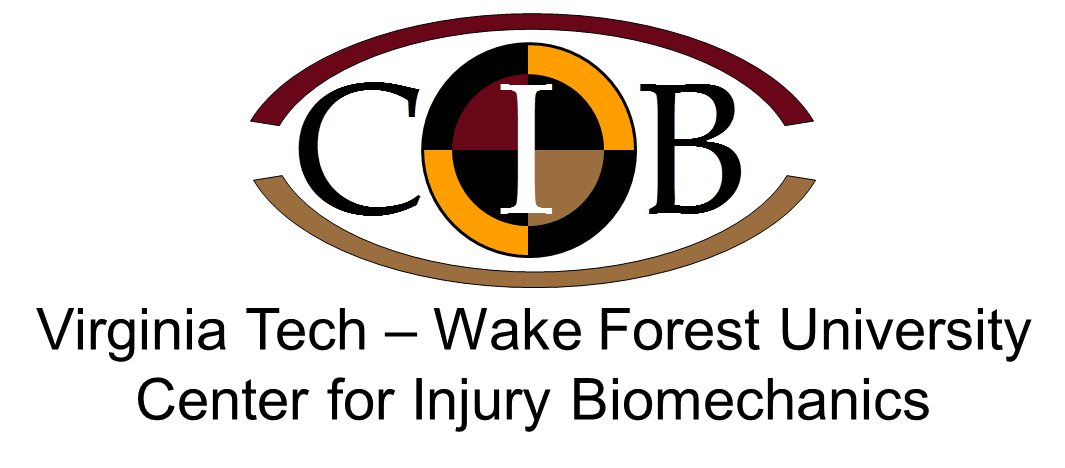 CIB
Virginia Tech – Wake Forest University
Center for Injury Biomechanics